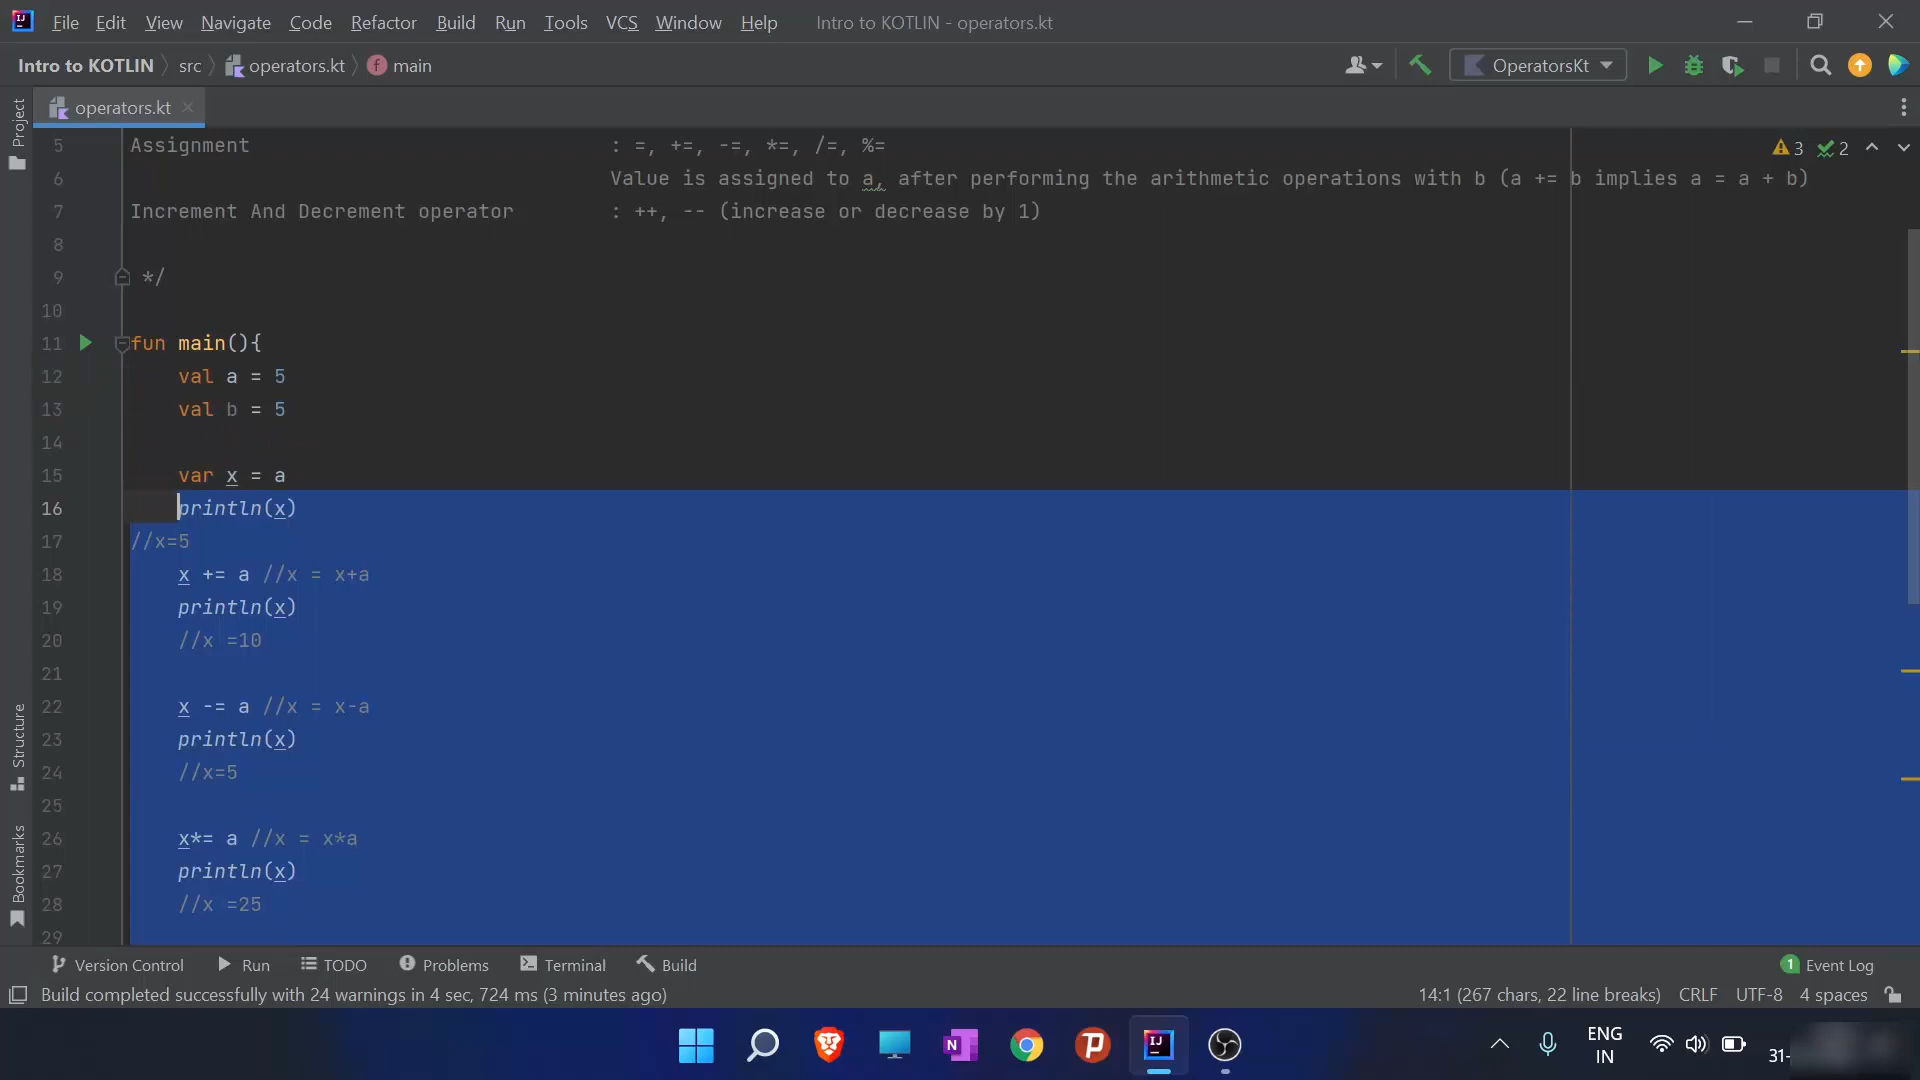 File Edit View Navigate Code Refactor Build Run Tools VCS Window Help Intro to KOTLIN - operators.kt
Intro to KOTLIN src operators.kt main OperatorsKt
Project operators.kt
5 Assignment : =, +=, -=, *=, /=, %= 3 2
6 Value is assigned to a, after performing the arithmetic operations with b (a += b implies a = a + b)
7 Increment And Decrement operator : ++, -- (increase or decrease by 1)
8
9 */
10
11 fun main(){
12 val a = 5
13 val b = 5
14
15 var x = a
16 println(x)
17 //x=5
18 x += a //x = x+a
19 println(x)
20 //x =10
21
22 x -= a //x = x-a
23 println(x)
24 //x=5
25
26 x*= a //x = x*a
27 println(x)
28 //x =25
29
Structure
Bookmarks
Version Control Run TODO Problems Terminal Build 1 Event Log
Build completed successfully with 24 warnings in 4 sec, 724 ms (3 minutes ago) 14:1 (267 chars, 22 line breaks) CRLF UTF-8 4 spaces
ENG
IN
31-